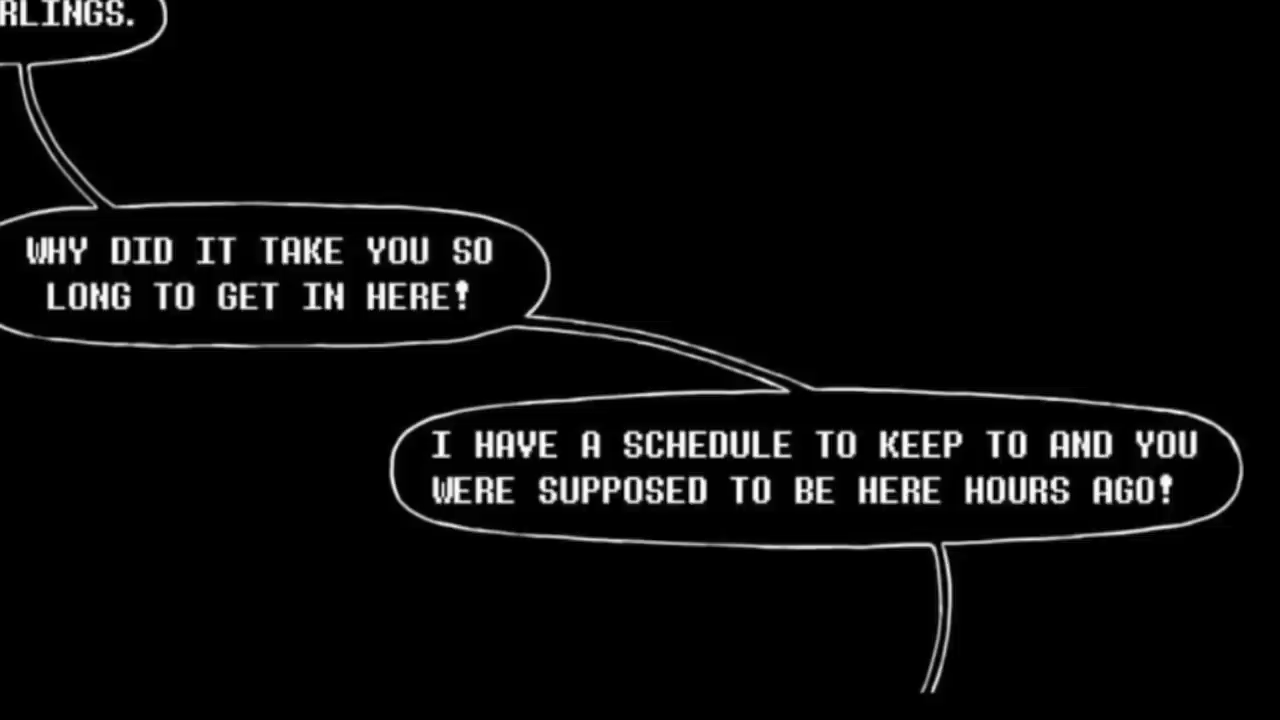 RLINGS.
WHY DID IT TAKE YOU SO
LONG TO GET IN HERE!
I HAVE A SCHEDULE TO KEEP TO AND YOU
WERE SUPPOSED TO BE HERE HOURS AGO!